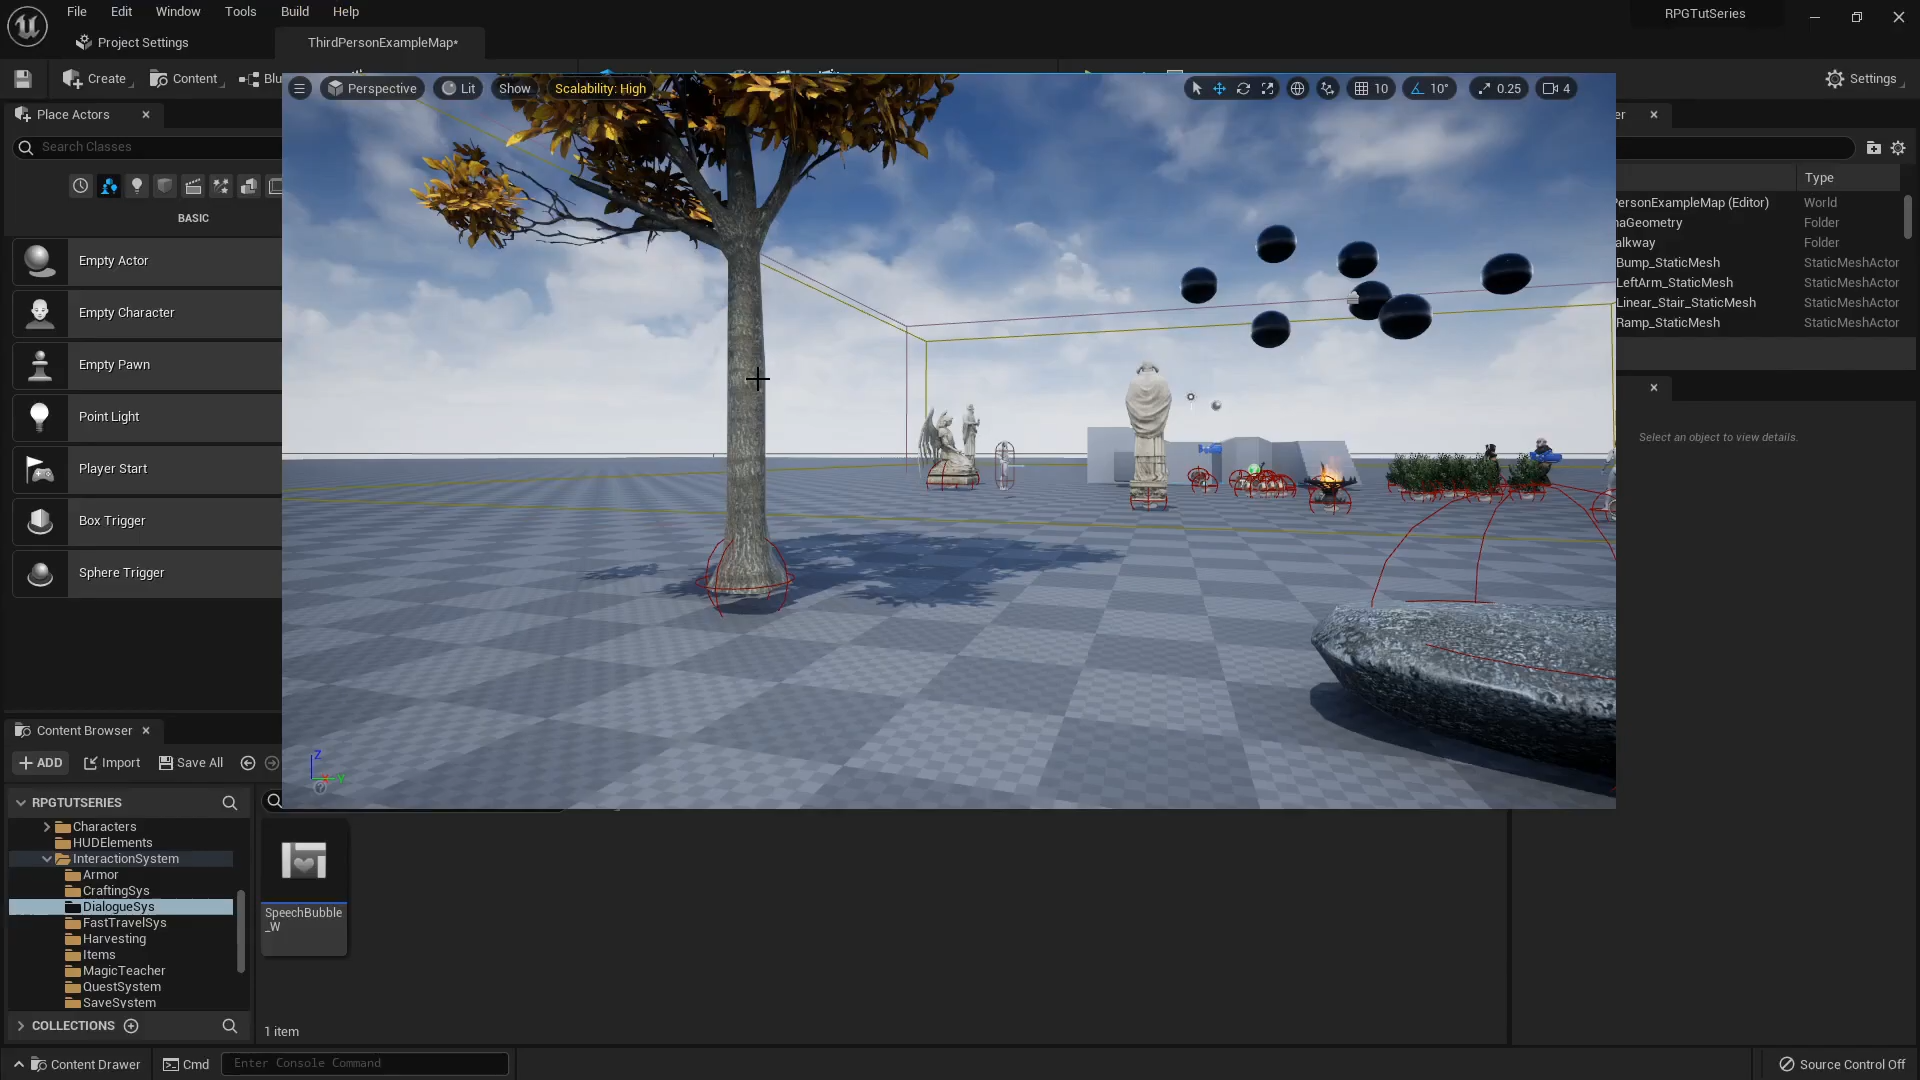 File Edit Window Tools Build Help
RPGTutSeries
Project Settings
ThirdPersonExampleMap*
Create
Content
Blu
Settings
Perspective
Lit
Show
Scalability: High
10
10°
0.25
4
Place Actors
er
Search Classes
Type
BASIC
PersonExampleMap (Editor) World
naGeometry Folder
alkway Folder
Bump_StaticMesh StaticMeshActor
LeftArm_StaticMesh StaticMeshActor
Linear_Stair_StaticMesh StaticMeshActor
Ramp_StaticMesh StaticMeshActor
Empty Actor
Empty Character
Empty Pawn
Point Light
Player Start
Box Trigger
Sphere Trigger
Select an object to view details.
Z
X
Y
Content Browser
ADD
Import
Save All
RPGTUTSERIES
Characters
HUDElements
InteractionSystem
Armor
CraftingSys
DialogueSys
FastTravelSys
Harvesting
Items
MagicTeacher
QuestSystem
SaveSystem
SpeechBubble
_W
COLLECTIONS
1 item
Content Drawer
Cmd
Enter Console Command
Source Control Off